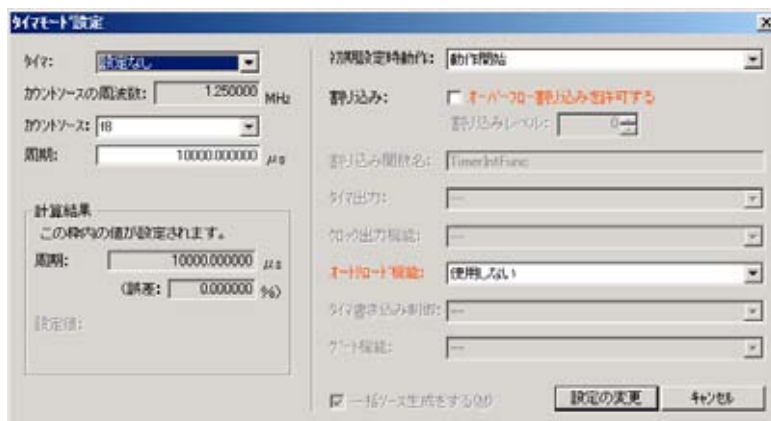 タイマモード設定
タイマ: 設定なし
カウントソースの周波数: 1.250000 MHz
カウントソース: f8
周期: 10000.000000 μs
計算結果
この枠内の値が設定されます。
周期: 10000.000000 μs
(誤差: 0.000000 %)
設定値:
初期設定時動作: 動作開始
割り込み: オーバーフロー割り込みを許可する
割り込みレベル: 0
割り込み関数名: TimerIntFunc
タイマ出力: ---
クロック出力機能: ---
オートリロード機能: 使用しない
タイマ書き込み制御: ---
ゲート機能: ---
一括ソース生成をする
設定の変更
キャンセル